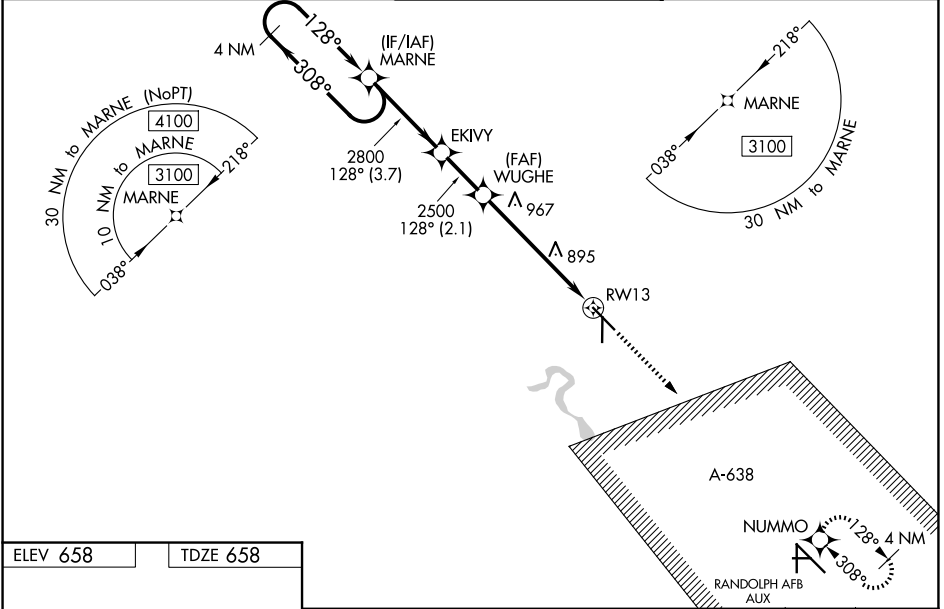 128°
4 NM
308°
(IF/IAF)
MARNE
30 NM to MARNE (NoPT)
4100
10 NM to MARNE
3100
218°
MARNE
038°
2800
128° (3.7)
EKIVY
2500
128° (2.1)
(FAF)
WUGHE
967
895
RW13
218°
MARNE
3100
038°
30 NM to MARNE
A-638
NUMMO
128°
4 NM
308°
RANDOLPH AFB
AUX
ELEV 658
TDZE 658